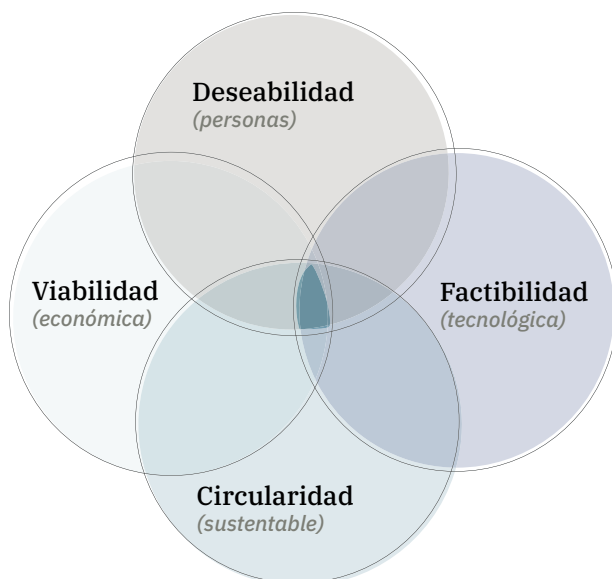 Deseabilidad
(personas)
Viabilidad
(económica)
Factibilidad
(tecnológica)
Circularidad
(sustentable)